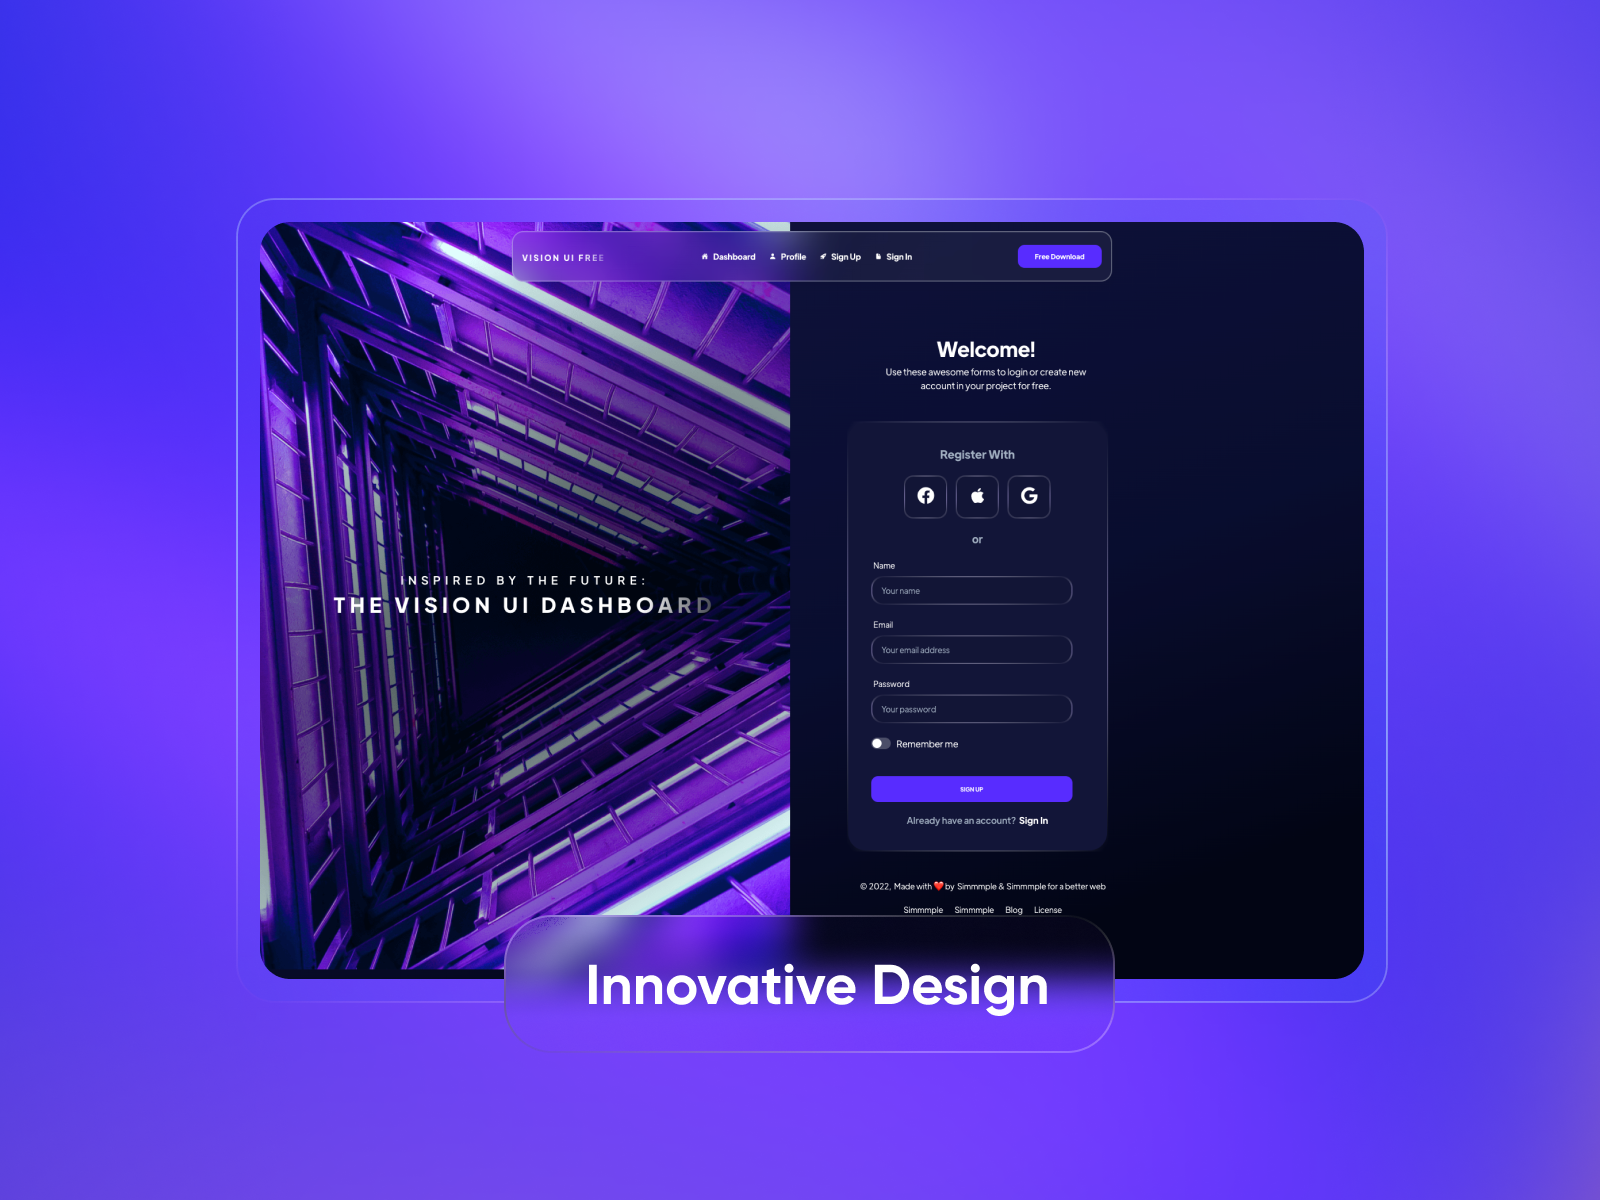 VISION UI FREE
Dashboard Profile Sign Up Sign In
Free Download
INSPIRED BY THE FUTURE:
THE VISION UI DASHBOARD
Welcome!
Use these awesome forms to login or create new
account in your project for free.
Register With
or
Name
Your name
Email
Your email address
Password
Your password
Remember me
SIGN UP
Already have an account? Sign In
© 2022, Made with ❤️ by Simmmple & Simmmple for a better web
Simmmple Simmmple Blog License
Innovative Design